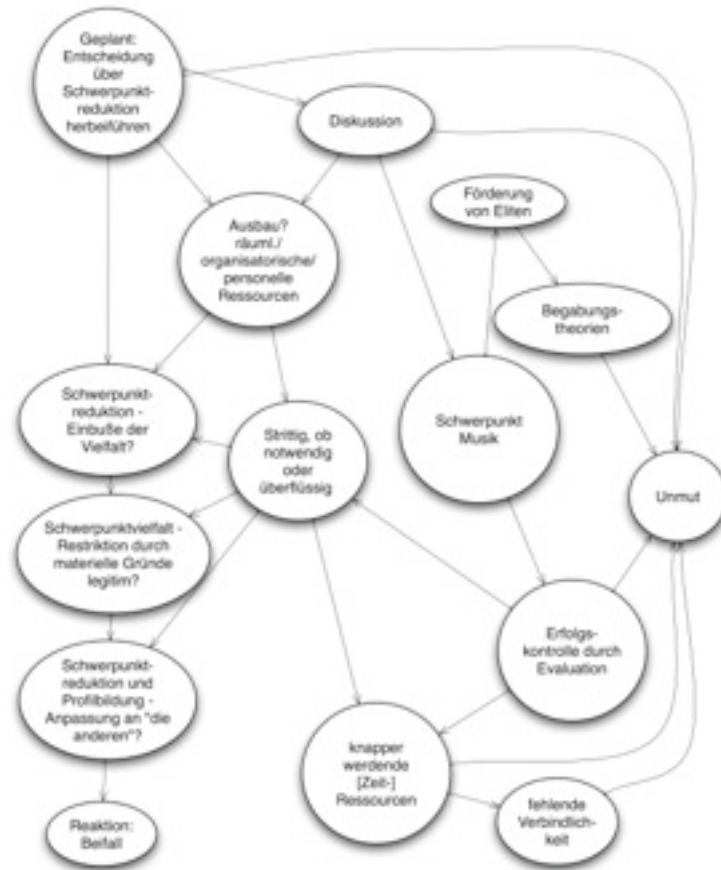 Geplant:
Entscheidung
über
Schwerpunkt-
reduktion
herbeiführen
Diskussion
Förderung
von Eliten
Ausbau?
räuml./
organisatorische/
personelle
Ressourcen
Begabungs-
theorien
Schwerpunkt-
reduktion -
Einbuße der
Vielfalt?
Strittig, ob
notwendig
oder
überflüssig
Schwerpunkt
Musik
Unmut
Schwerpunktvielfalt -
Restriktion durch
materielle Gründe
legitim?
Erfolgs-
kontrolle durch
Evaluation
Schwerpunkt-
reduktion und
Profilbildung -
Anpassung an "die
anderen"?
knapper
werdende
[Zeit-]
Ressourcen
fehlende
Verbindlich-
keit
Reaktion:
Beifall